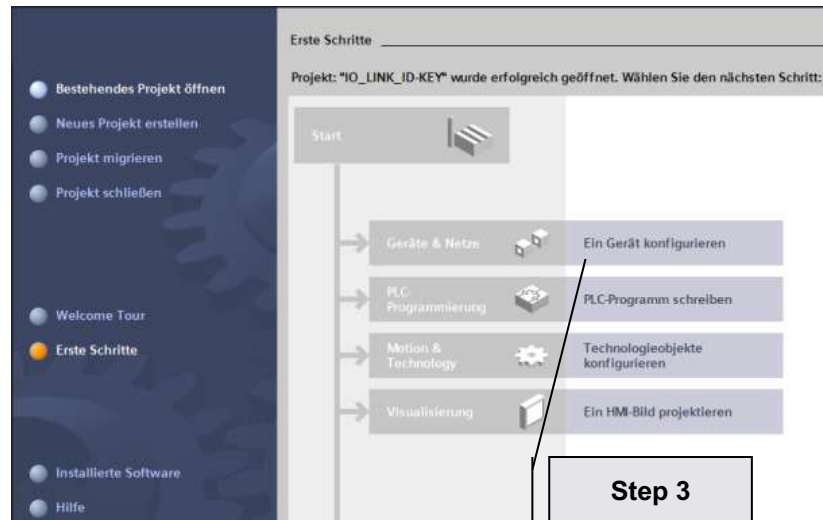 Bestehendes Projekt öffnen
Neues Projekt erstellen
Projekt migrieren
Projekt schließen
Welcome Tour
Erste Schritte
Installierte Software
Hilfe
Erste Schritte
Projekt: "IO_LINK_ID-KEY" wurde erfolgreich geöffnet. Wählen Sie den nächsten Schritt:
Start
Geräte & Netze
Ein Gerät konfigurieren
PLC-
Programmierung
PLC-Programm schreiben
Motion &
Technology
Technologieobjekte
konfigurieren
Visualisierung
Ein HMI-Bild projektieren
Step 3